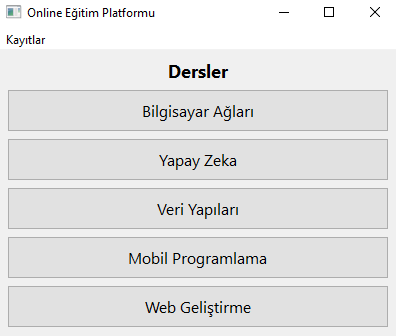 Online Eğitim Platformu
Kayıtlar
Dersler
Bilgisayar Ağları
Yapay Zeka
Veri Yapıları
Mobil Programlama
Web Geliştirme